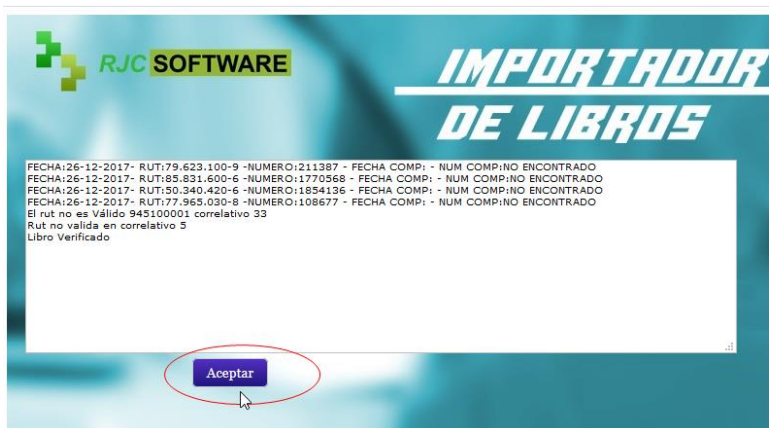 RJC SOFTWARE
IMPORTADOR
DE LIBROS
FECHA:26-12-2017- RUT:79.623.100-9 -NUMERO:211387 - FECHA COMP: - NUM COMP:NO ENCONTRADO
FECHA:26-12-2017- RUT:85.831.600-6 -NUMERO:1770568 - FECHA COMP: - NUM COMP:NO ENCONTRADO
FECHA:26-12-2017- RUT:50.340.420-6 -NUMERO:1854136 - FECHA COMP: - NUM COMP:NO ENCONTRADO
FECHA:26-12-2017- RUT:77.965.030-8 -NUMERO:108677 - FECHA COMP: - NUM COMP:NO ENCONTRADO
El rut no es Válido 945100001 correlativo 33
Rut no valida en correlativo 5
Libro Verificado
Aceptar